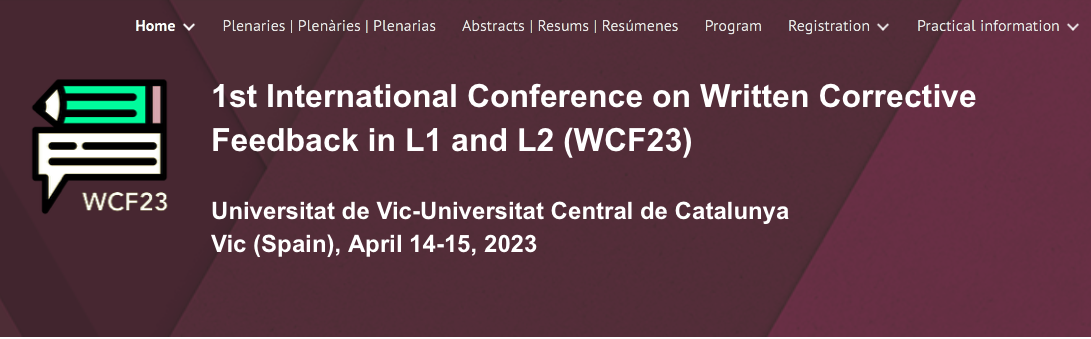 Home Plenaries | Plenàries | Plenarias Abstracts | Resums | Resúmenes Program Registration Practical information
1st International Conference on Written Corrective
Feedback in L1 and L2 (WCF23)
WCF23
Universitat de Vic-Universitat Central de Catalunya
Vic (Spain), April 14-15, 2023